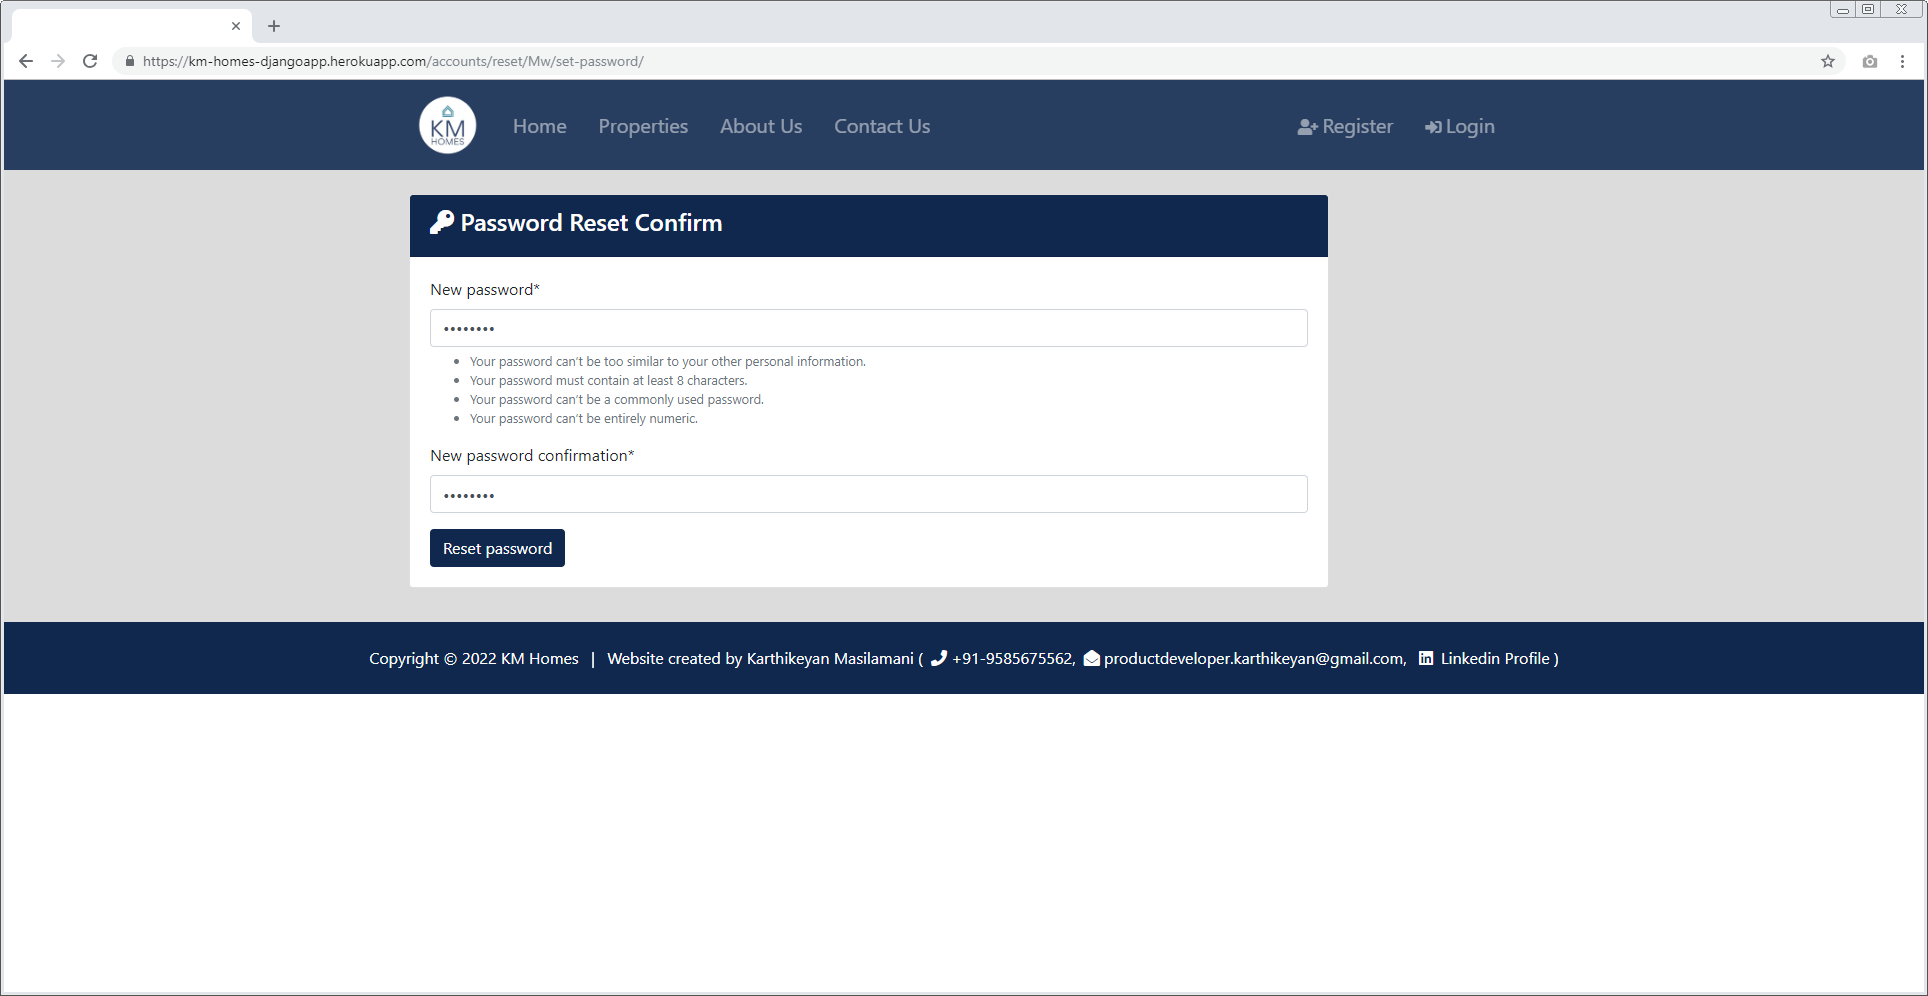 https://km-homes-djangoapp.herokuapp.com/accounts/reset/Mw/set-password/
KM
HOMES
Home
Properties
About Us
Contact Us
Register
Login
Password Reset Confirm
New password*
••••••••
• Your password can't be too similar to your other personal information.
• Your password must contain at least 8 characters.
• Your password can't be a commonly used password.
• Your password can't be entirely numeric.
New password confirmation*
••••••••
Reset password
Copyright © 2022 KM Homes | Website created by Karthikeyan Masilamani ( +91-9585675562, productdeveloper.karthikeyan@gmail.com, in Linkedin Profile )